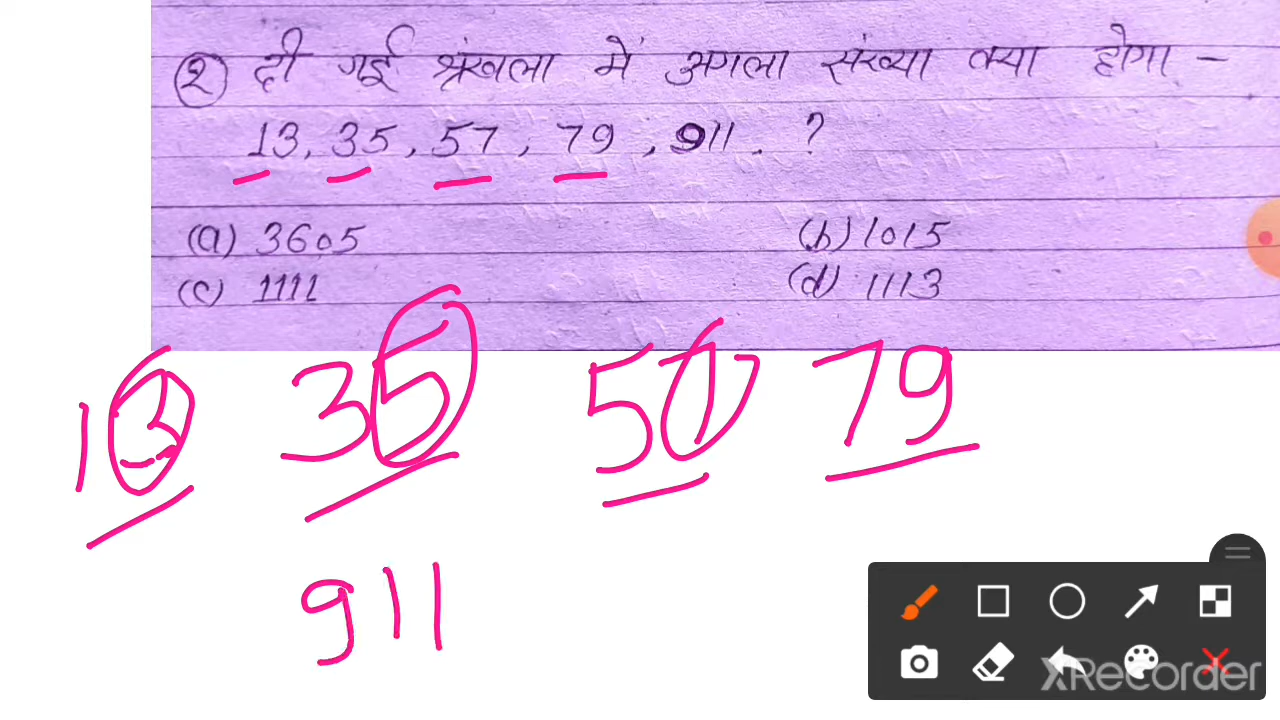 (2) दी गई श्रंखला में अगला संख्या क्या होगा -
13, 35, 57, 79, 911. ?
(a) 3605 (b) 1015
(c) 1111 (d) 1113
13 35 57 79
911
XRecorder